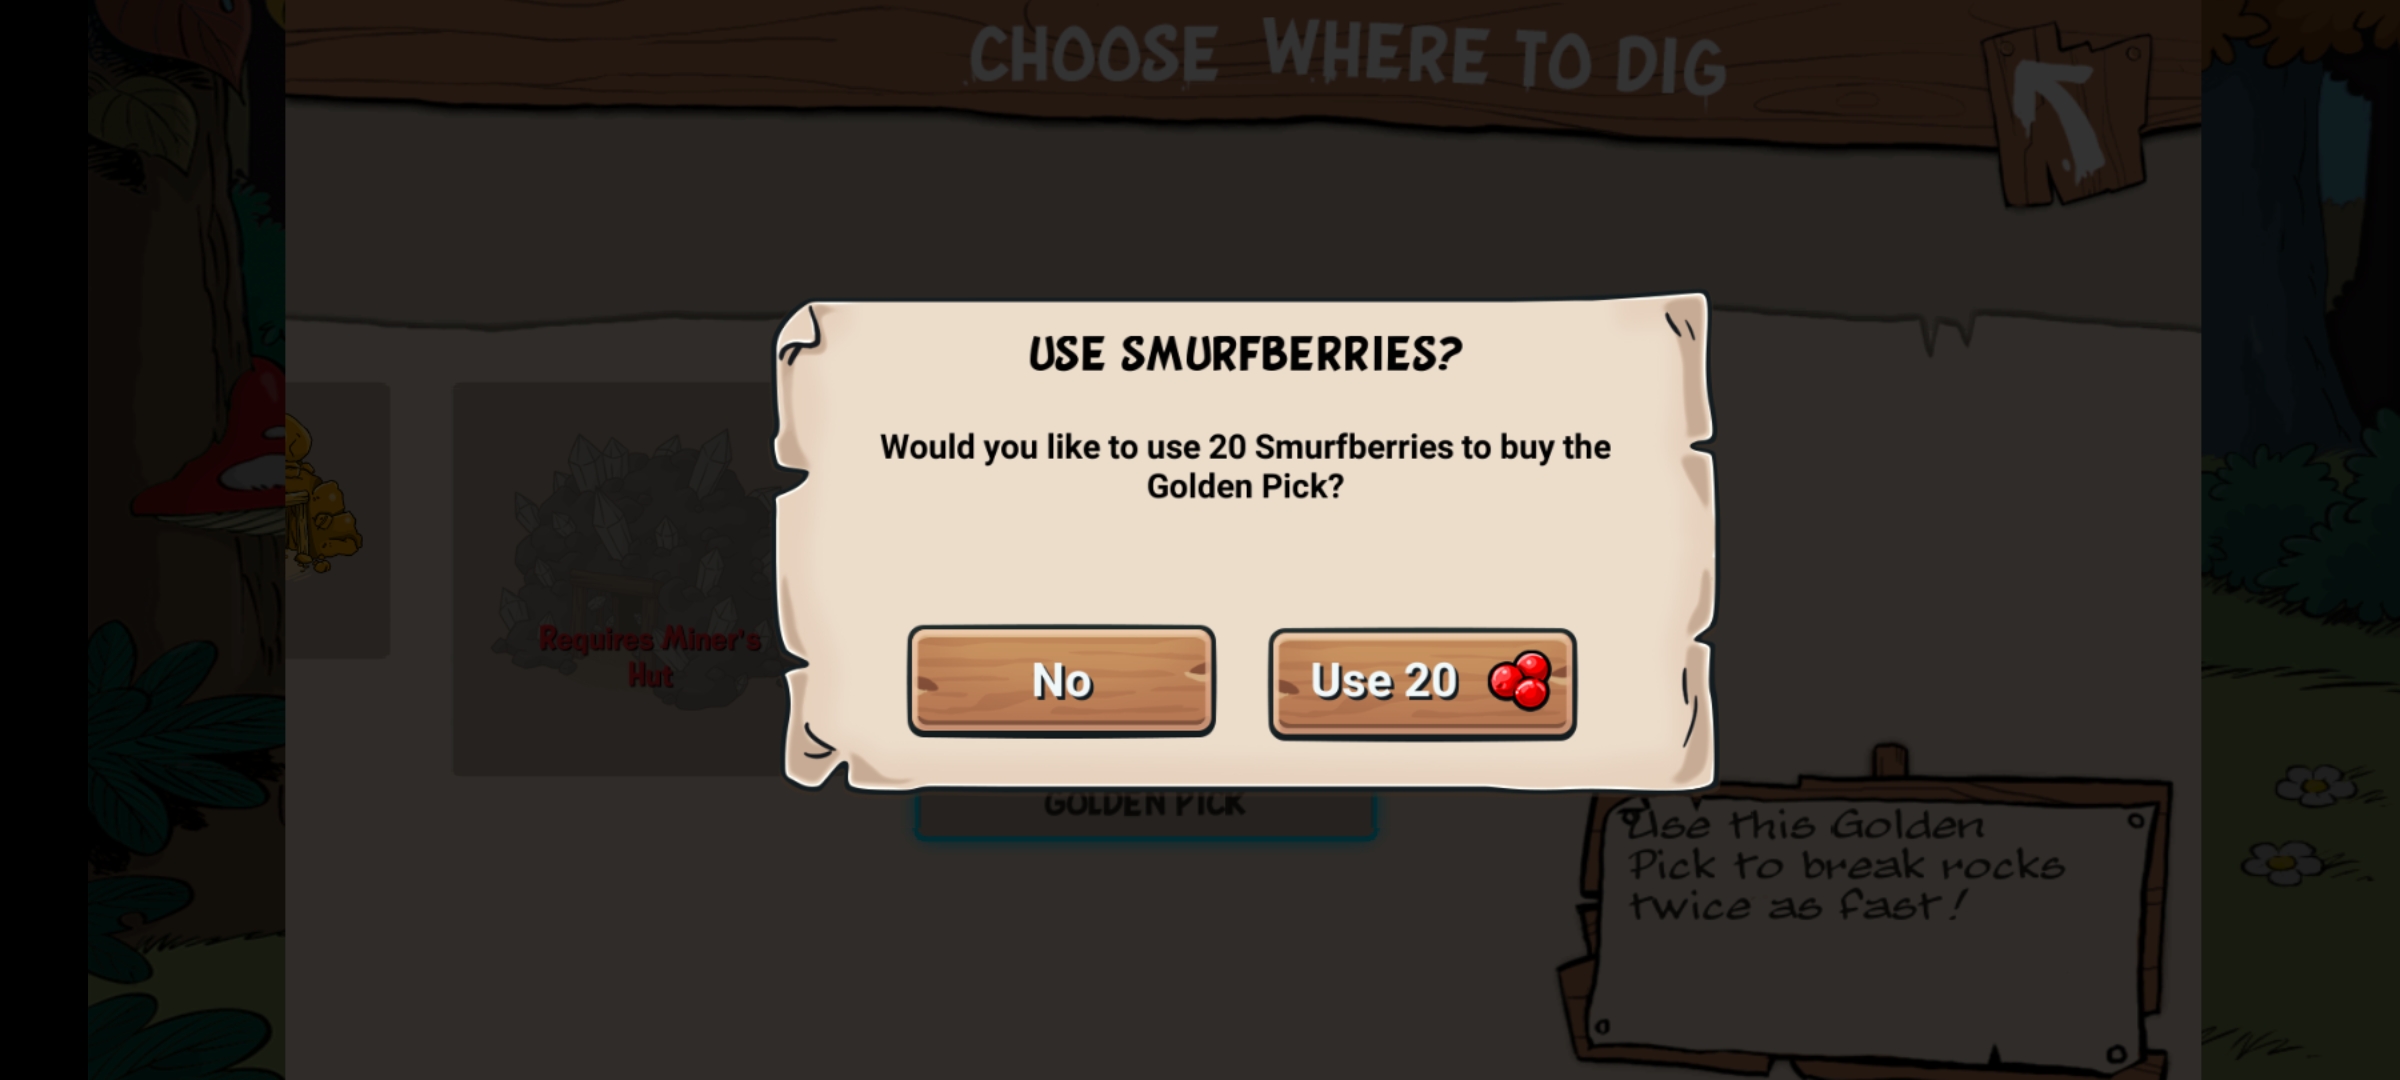 CHOOSE WHERE TO DIG
USE SMURFBERRIES?
Would you like to use 20 Smurfberries to buy the
Golden Pick?
Requires Miner's
Hut
No
Use 20
GOLDEN PICK
Use this Golden
Pick to break rocks
twice as fast!